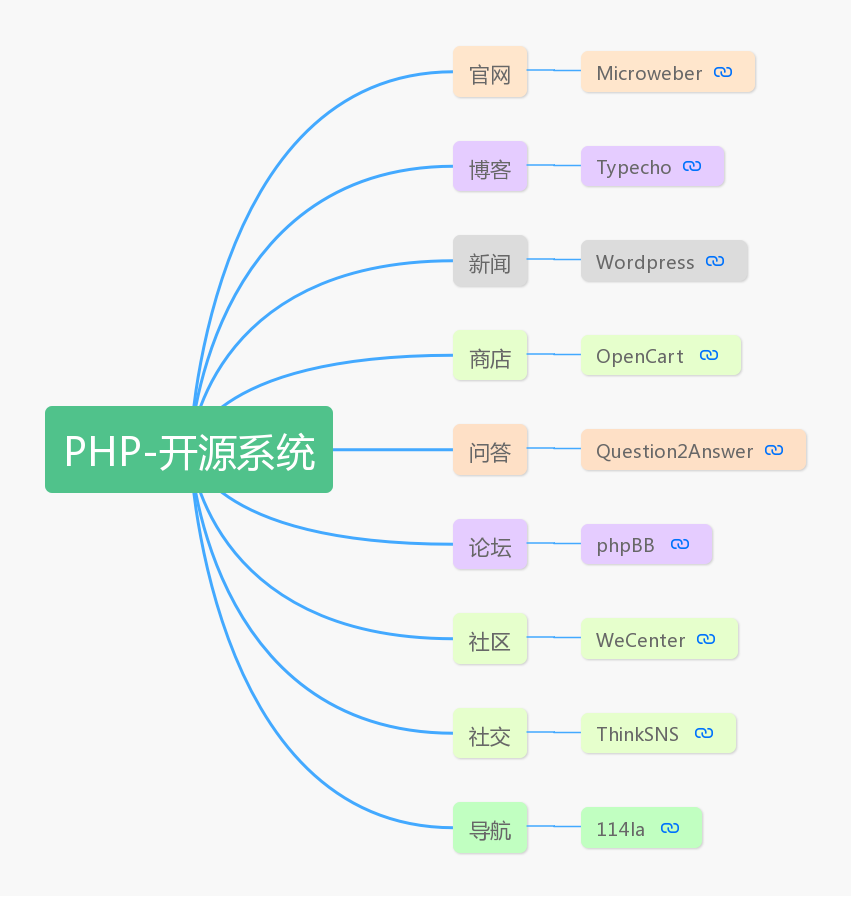 PHP-开源系统
官网
Microweber
博客
Typecho
新闻
Wordpress
商店
OpenCart
问答
Question2Answer
论坛
phpBB
社区
WeCenter
社交
ThinkSNS
导航
114la